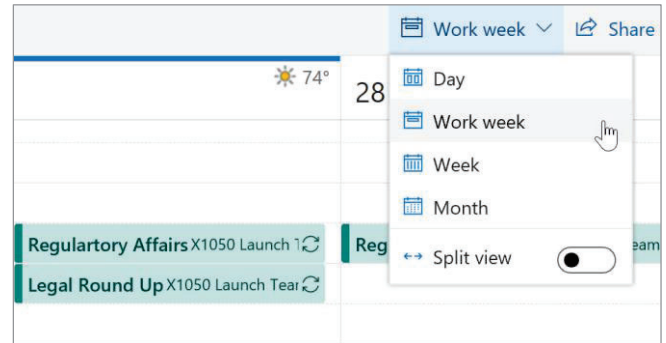 Work week Share
74°
28
Day
Work week
Week
Month
Split view
Regulartory Affairs X1050 Launch
Reg
eam
Legal Round Up X1050 Launch Tear